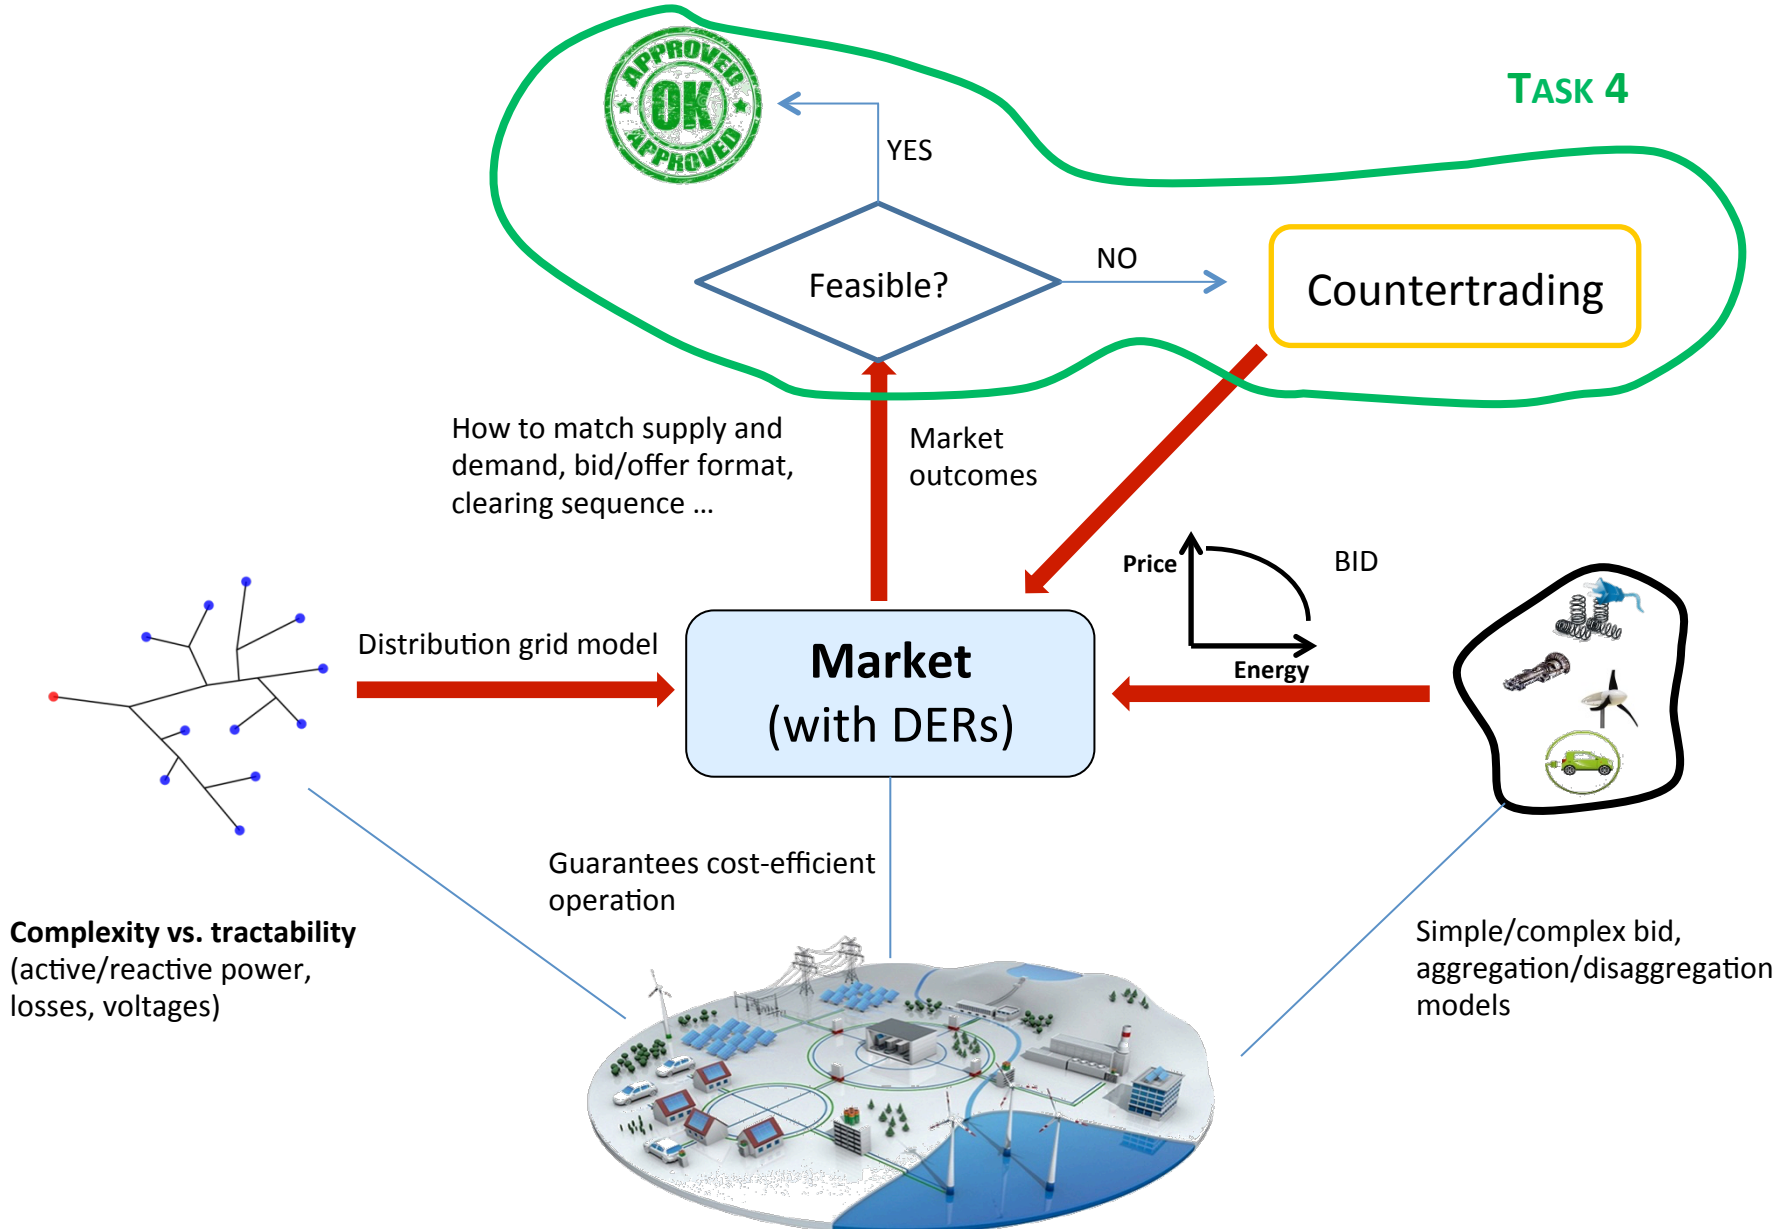 APPROVED
OK
APPROVED
TASK 4
YES
NO
Feasible?
Countertrading
How to match supply and
demand, bid/offer format,
clearing sequence ...
Market
outcomes
Price
BID
Energy
Distribution grid model
Market
(with DERs)
Guarantees cost-efficient
operation
Complexity vs. tractability
(active/reactive power,
losses, voltages)
Simple/complex bid,
aggregation/disaggregation
models